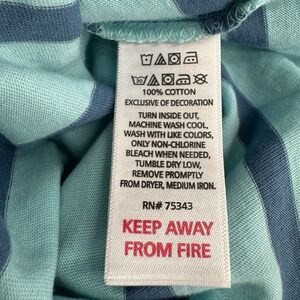 100% COTTON
EXCLUSIVE OF DECORATION
TURN INSIDE OUT,
MACHINE WASH COOL,
WASH WITH LIKE COLORS,
ONLY NON-CHLORINE
BLEACH WHEN NEEDED,
TUMBLE DRY LOW,
REMOVE PROMPTLY
FROM DRYER, MEDIUM IRON.
RN# 75343
KEEP AWAY
FROM FIRE